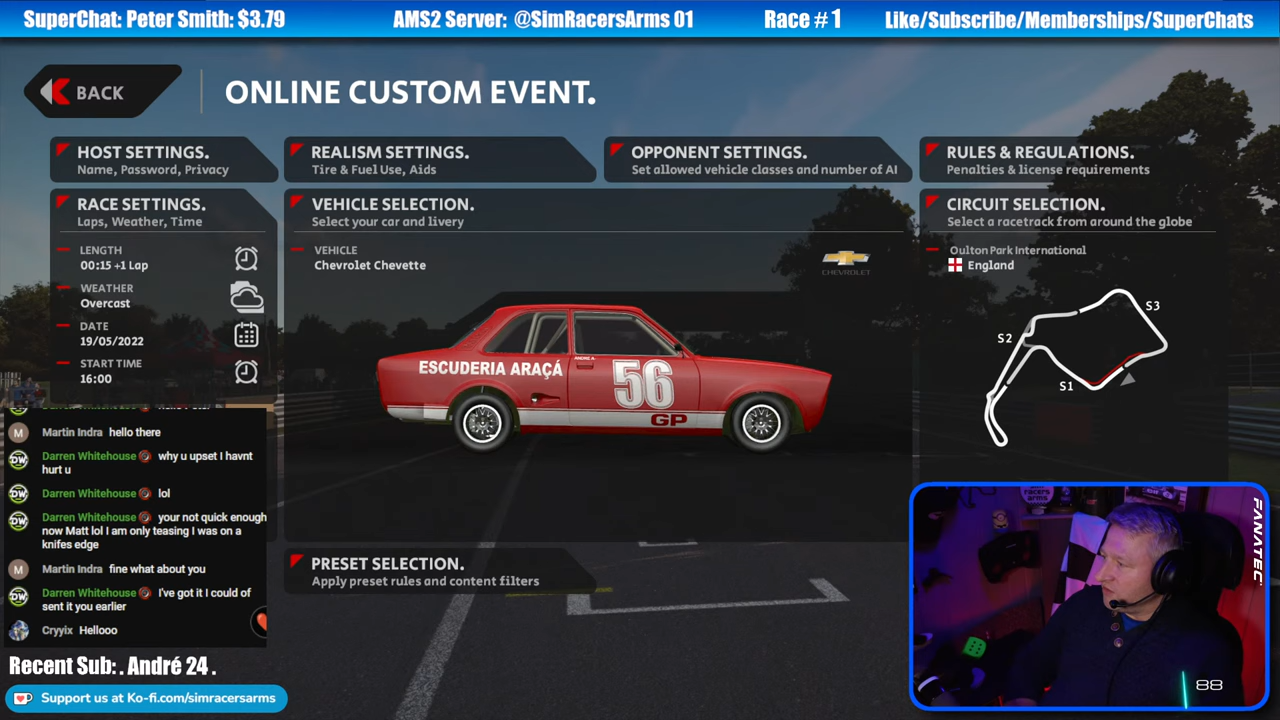 SuperChat: Peter Smith: $3.79
AMS2 Server: @SimRacersArms 01
Race #1
Like/Subscribe/Memberships/SuperChats
BACK
ONLINE CUSTOM EVENT.
HOST SETTINGS.
Name, Password, Privacy
REALISM SETTINGS.
Tire & Fuel Use, Aids
OPPONENT SETTINGS.
Set allowed vehicle classes and number of AI
RULES & REGULATIONS.
Penalties & license requirements
RACE SETTINGS.
Laps, Weather, Time
LENGTH
00:15 +1 Lap
WEATHER
Overcast
DATE
19/05/2022
START TIME
16:00
VEHICLE SELECTION.
Select your car and livery
VEHICLE
Chevrolet Chevette
CHEVROLET
ANDRE A.
ESCUDERIA ARAÇÁ
56
GP
CIRCUIT SELECTION.
Select a racetrack from around the globe
Oulton Park International
England
S3
S2
S1
PRESET SELECTION.
Apply preset rules and content filters
Martin Indra hello there
Darren Whitehouse why u upset I havnt
hurt u
Darren Whitehouse lol
Darren Whitehouse your not quick enough
now Matt lol I am only teasing I was on a
knifes edge
Martin Indra fine what about you
Darren Whitehouse I've got it I could of
sent it you earlier
Cryyix Hellooo
Recent Sub: . André 24 .
Support us at Ko-fi.com/simracersarms
racers
arms
FANATEC
88